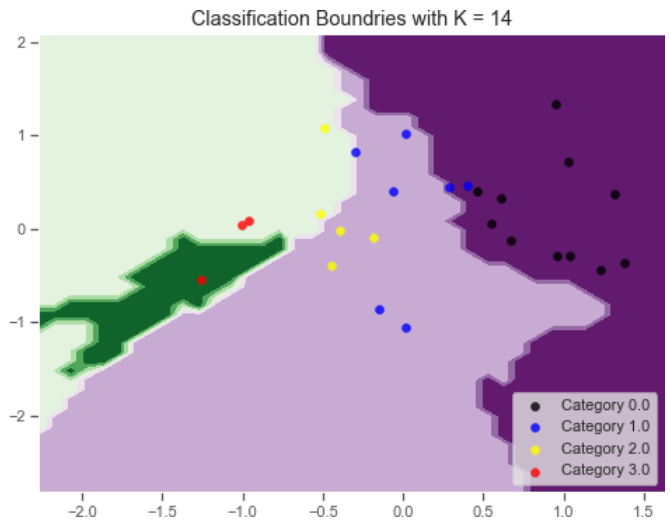 Classification Boundries with K = 14
2
1
0
−1
−2
−2.0 −1.5 −1.0 −0.5 0.0 0.5 1.0 1.5
Category 0.0
Category 1.0
Category 2.0
Category 3.0